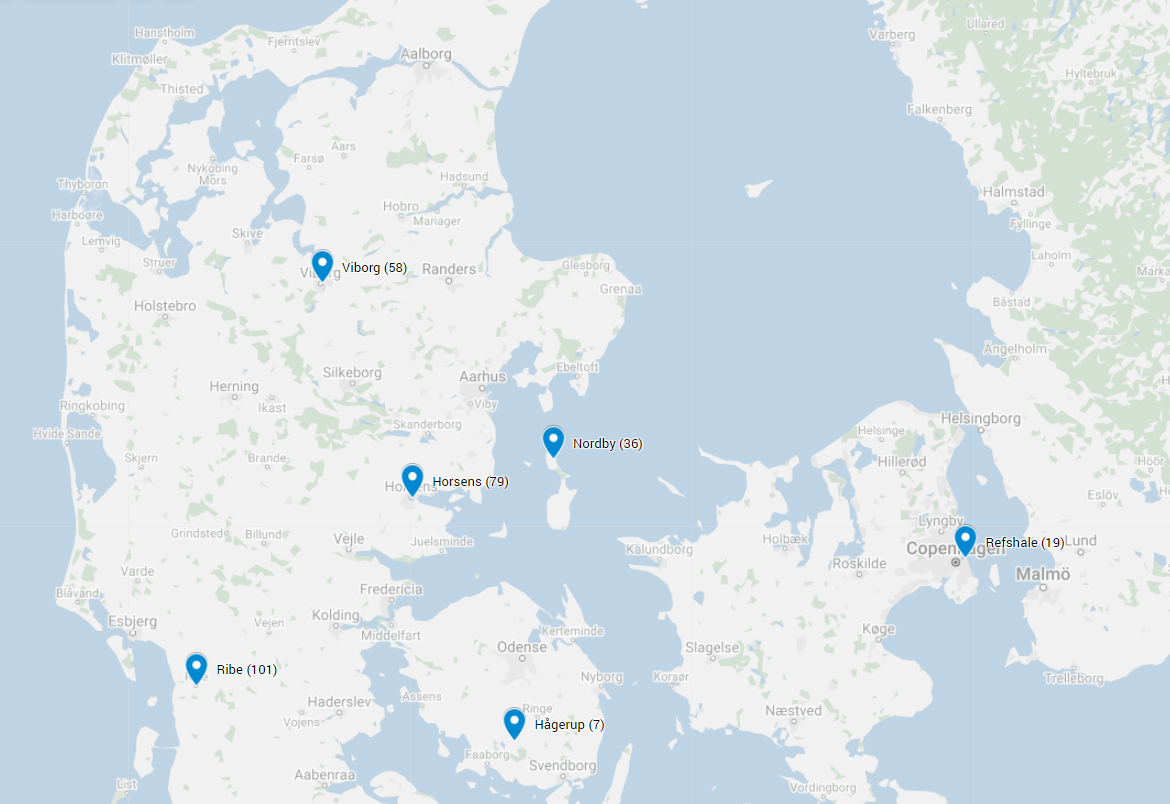 Hanstholm
Fjerritslev
Klitmøller
Aalborg
Thisted
Varberg
Ullared
Hyltebruk
Falkenberg
Aars
Farsø
Nykøbing
Mors
Hadsund
Thyborøn
Harboøre
Hobro
Mariager
Halmstad
Fyllinge
Lemvig
Skive
Struer
Viborg (58)
Randers
Glesborg
Grenaa
Laholm
Marka
Båstad
Holstebro
Silkeborg
Aarhus
Ebeltoft
Ängelholm
Herning
Ikast
Viby
Ringkobing
Skanderborg
Hvide Sande
Helsinge
Helsingborg
Skjern
Brande
Nordby (36)
Hillerød
Höör
Horsens (79)
Eslöv
Grindsted
Billund
Vejle
Juelsminde
Kalundborg
Holbæk
Lyngby
Refshale (19)
Lund
Copenhagen
Roskilde
Malmö
Varde
Blåvand
Fredericia
Esbjerg
Vejen
Kolding
Middelfart
Kerteminde
Køge
Odense
Slagelse
Ribe (101)
Nyborg
Korsør
Trelleborg
Haderslev
Assens
Vojens
Ringe
Hågerup (7)
Næstved
Faaborg
Svendborg
Aabenraa
List
Vordingborg